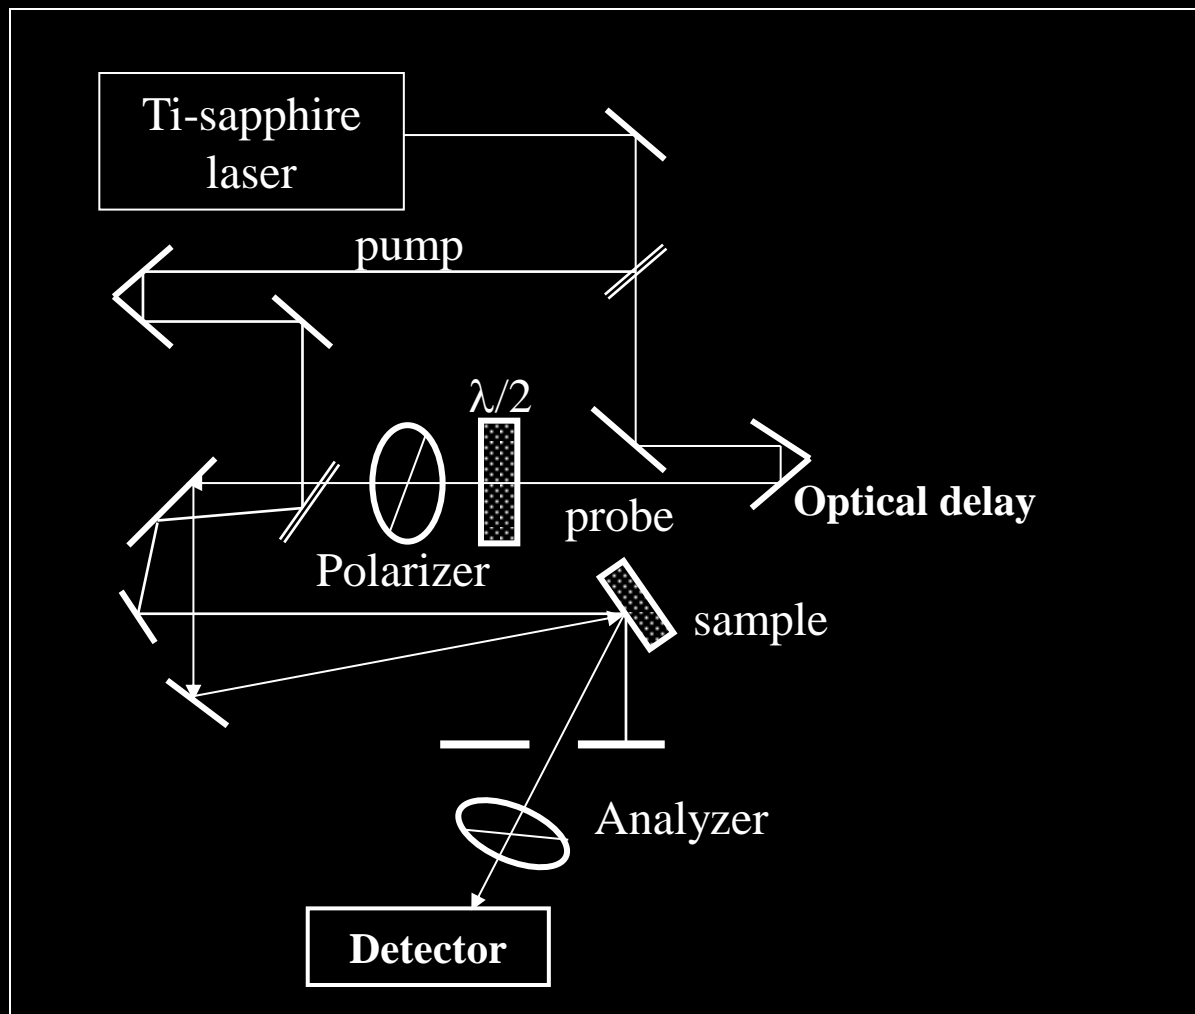 Ti-sapphire
laser
pump
λ/2
Optical delay
probe
Polarizer
sample
Analyzer
Detector